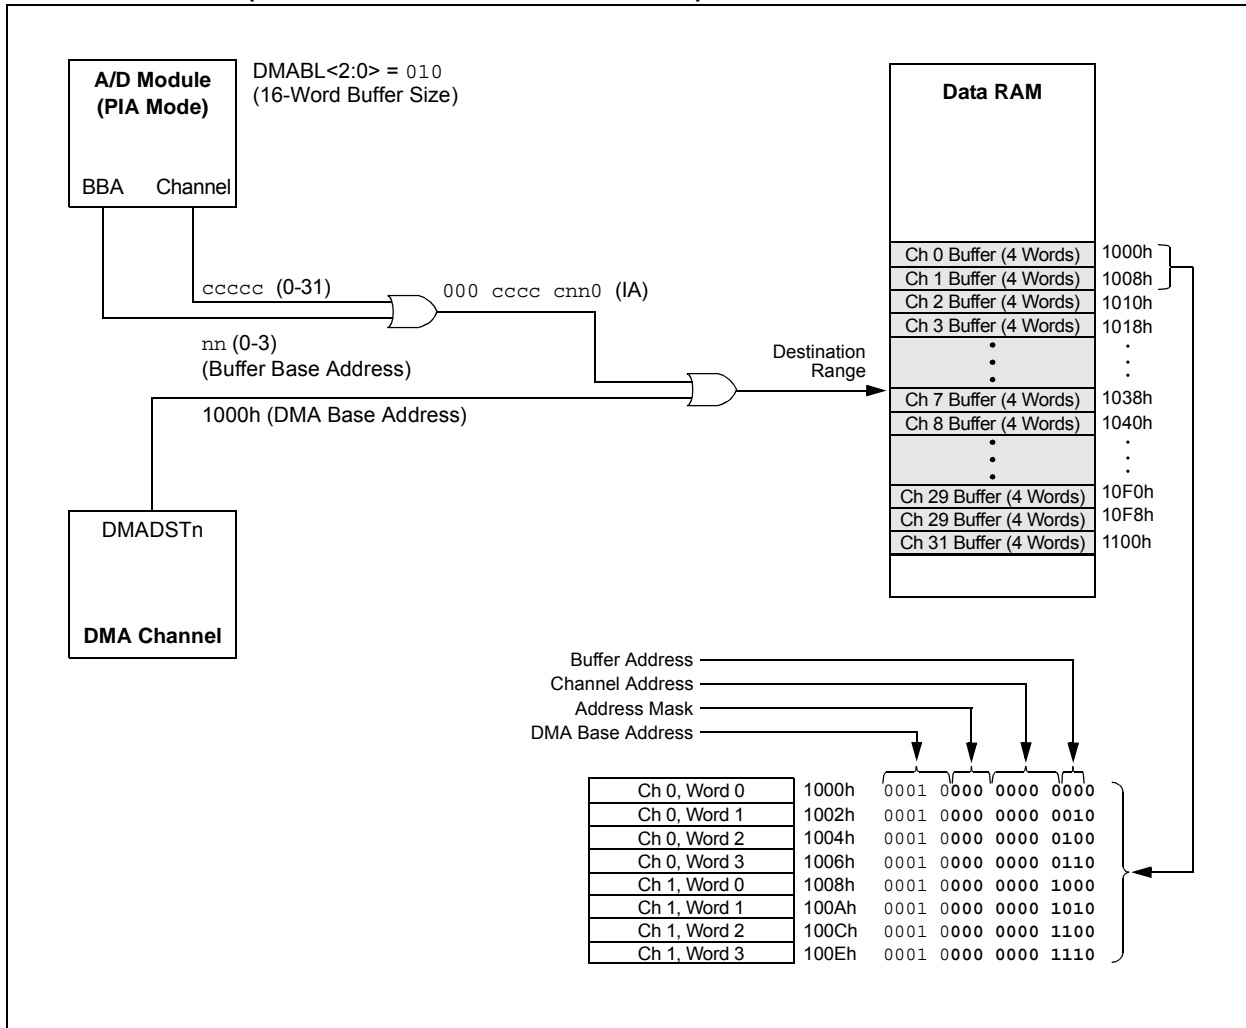 A/D Module
(PIA Mode)
BBA Channel
DMABL<2:0> = 010
(16-Word Buffer Size)
ccccc (0-31)
000 cccc cnn0 (IA)
nn (0-3)
(Buffer Base Address)
1000h (DMA Base Address)
Destination
Range
DMADSTn
DMA Channel
Data RAM
Ch 0 Buffer (4 Words) 1000h
Ch 1 Buffer (4 Words) 1008h
Ch 2 Buffer (4 Words) 1010h
Ch 3 Buffer (4 Words) 1018h
Ch 7 Buffer (4 Words) 1038h
Ch 8 Buffer (4 Words) 1040h
Ch 29 Buffer (4 Words) 10F0h
Ch 29 Buffer (4 Words) 10F8h
Ch 31 Buffer (4 Words) 1100h
Buffer Address
Channel Address
Address Mask
DMA Base Address
Ch 0, Word 0 1000h 0001 0000 0000 0000
Ch 0, Word 1 1002h 0001 0000 0000 0010
Ch 0, Word 2 1004h 0001 0000 0000 0100
Ch 0, Word 3 1006h 0001 0000 0000 0110
Ch 1, Word 0 1008h 0001 0000 0000 1000
Ch 1, Word 1 100Ah 0001 0000 0000 1010
Ch 1, Word 2 100Ch 0001 0000 0000 1100
Ch 1, Word 3 100Eh 0001 0000 0000 1110